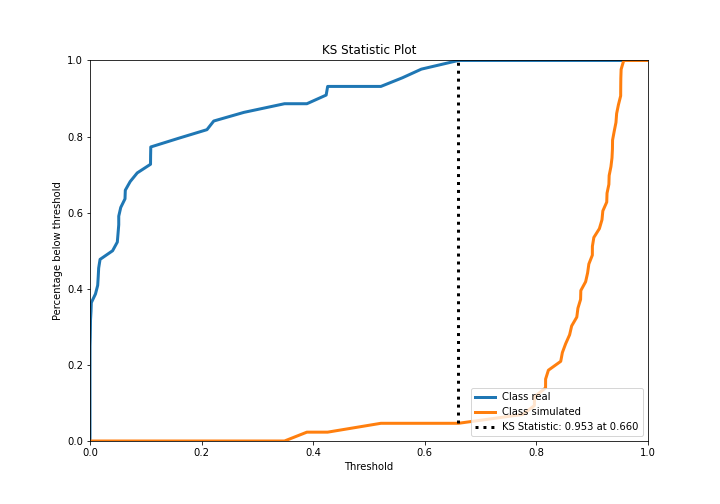 KS Statistic Plot
1.0
0.8
0.6
0.4
0.2
0.0
Percentage below threshold
Class real
Class simulated
KS Statistic: 0.953 at 0.660
0.0 0.2 0.4 0.6 0.8 1.0
Threshold